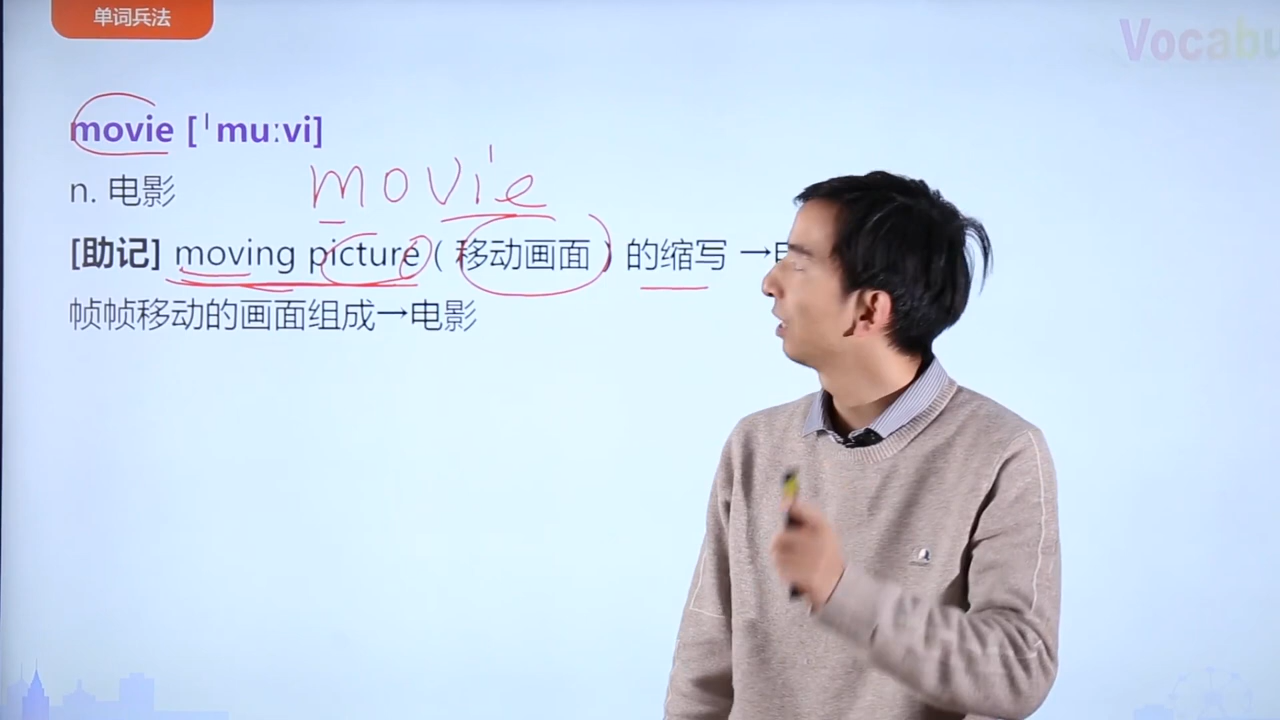 单词兵法
Vocabu
movie [ˈmuːvi]
n. 电影
movie
[助记] moving picture（移动画面）的缩写 →
帧帧移动的画面组成→电影